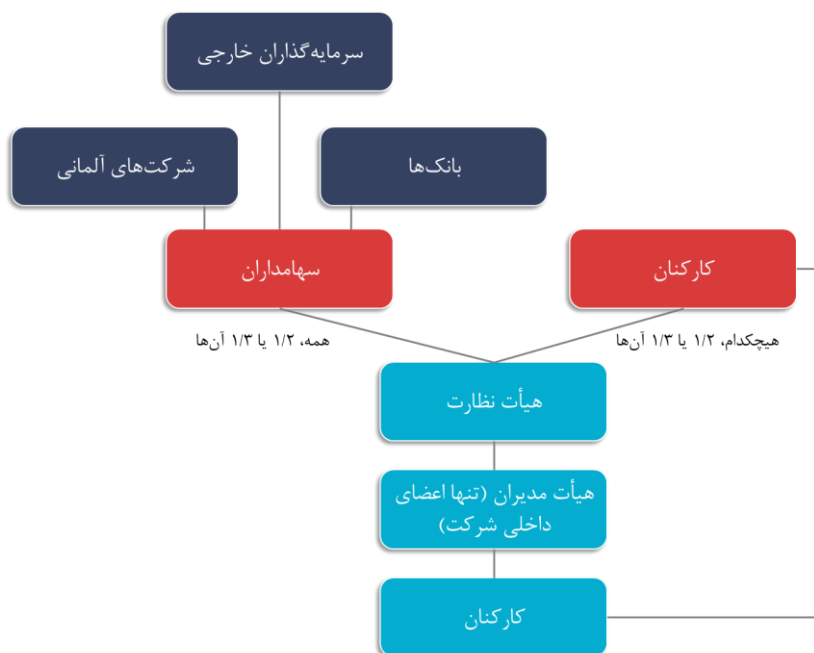 سرمایه‌گذاران خارجی
بانک‌ها
شرکت‌های آلمانی
کارکنان
سهامداران
هیچکدام، ۱/۲ یا ۱/۳ آن‌ها
همه، ۱/۲ یا ۱/۳ آن‌ها
هیأت نظارت
هیأت مدیران (تنها اعضای
داخلی شرکت)
کارکنان